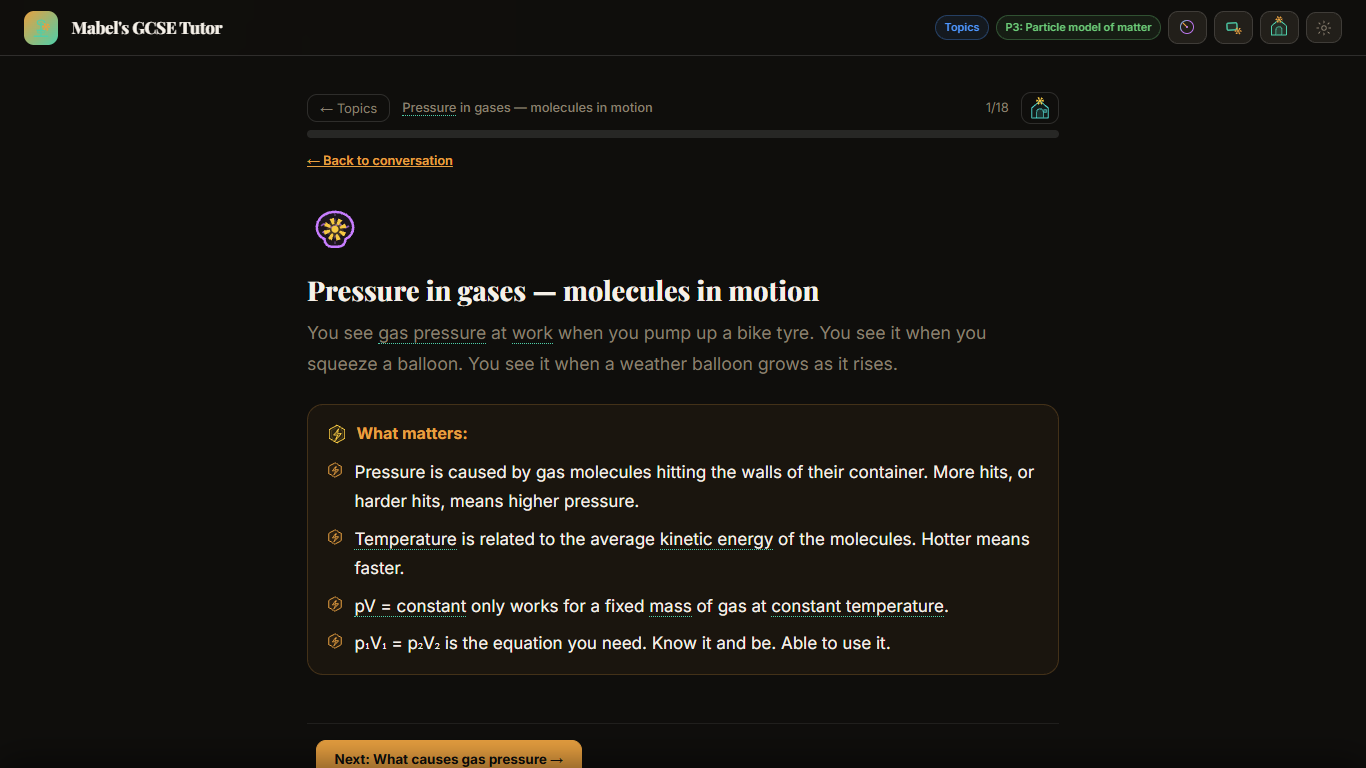 Mabel's GCSE Tutor
Topics
P3: Particle model of matter
← Topics
Pressure in gases — molecules in motion
1/18
← Back to conversation
Pressure in gases — molecules in motion
You see gas pressure at work when you pump up a bike tyre. You see it when you
squeeze a balloon. You see it when a weather balloon grows as it rises.
What matters:
Pressure is caused by gas molecules hitting the walls of their container. More hits, or
harder hits, means higher pressure.
Temperature is related to the average kinetic energy of the molecules. Hotter means
faster.
pV = constant only works for a fixed mass of gas at constant temperature.
p₁V₁ = p₂V₂ is the equation you need. Know it and be. Able to use it.
Next: What causes gas pressure →